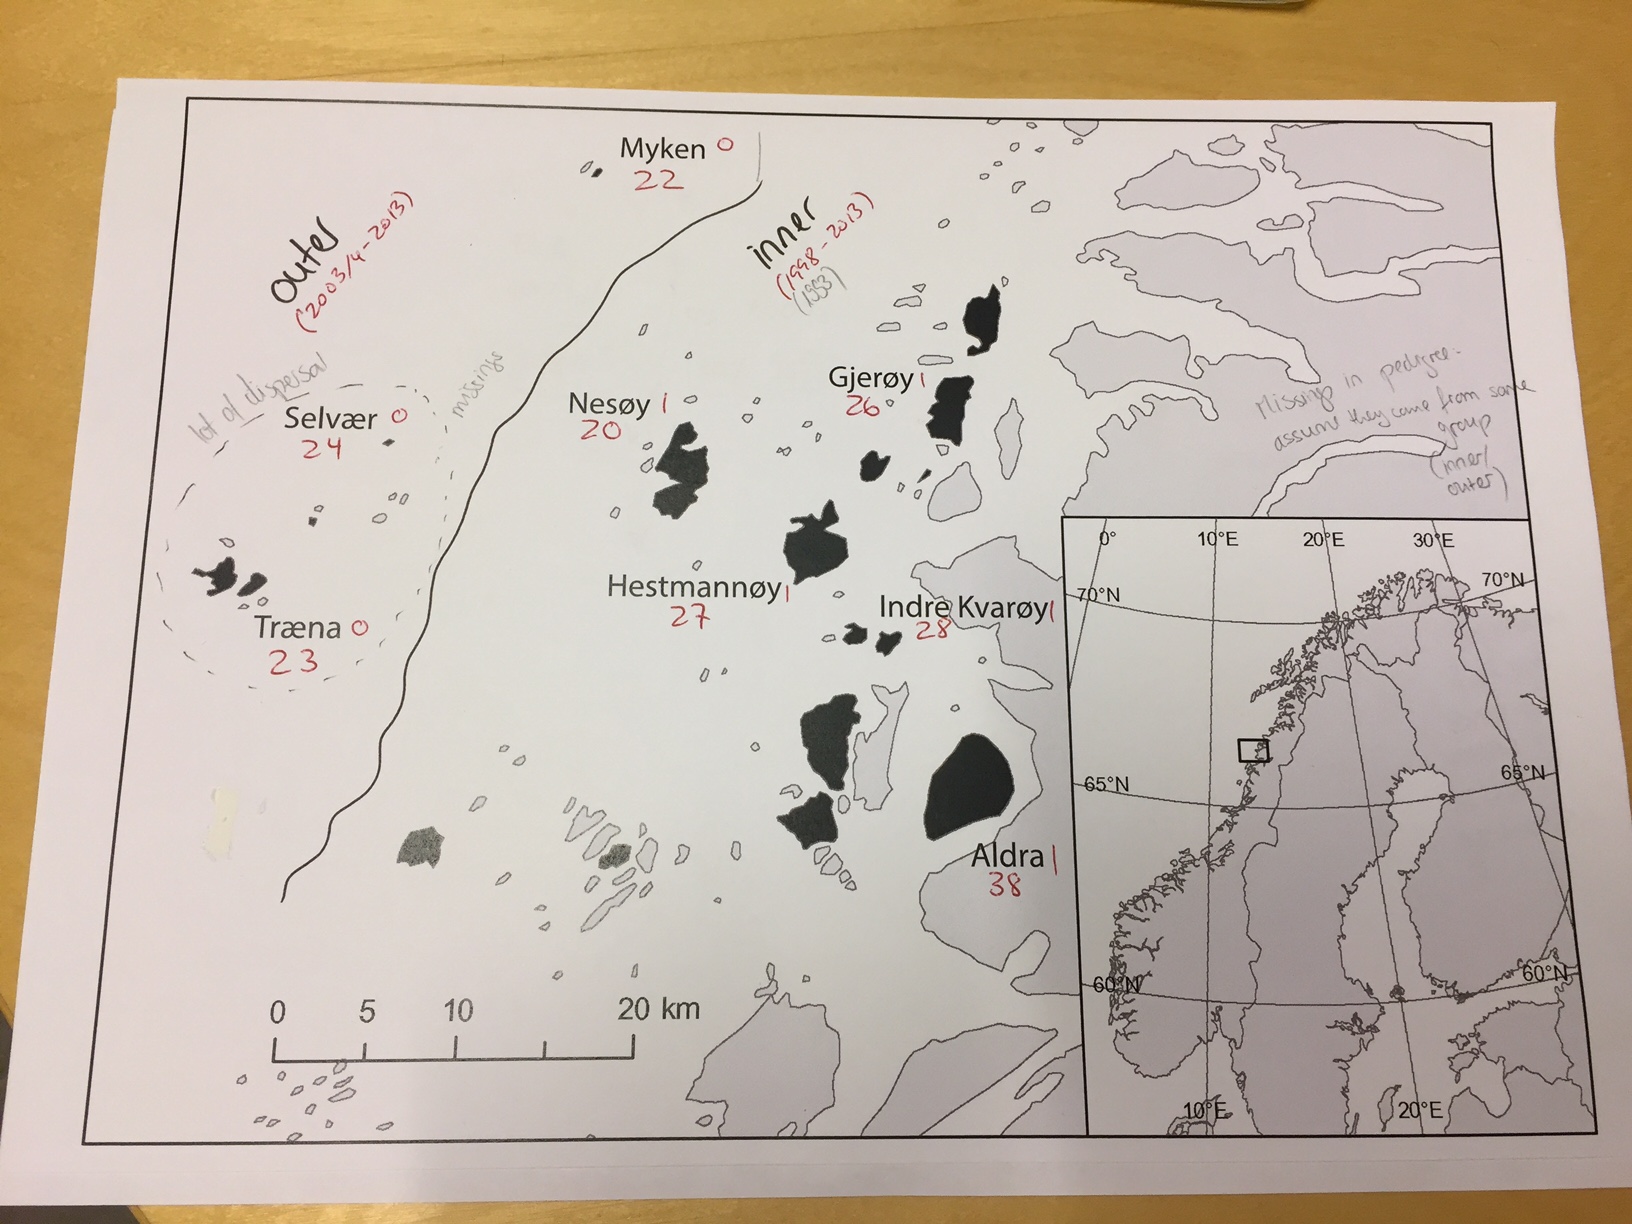 outer
(2003/4-2013)
Myken O
22
lot of dispersal
Selvær O
24
missings
Træna O
23
Nesøy I
20
inner
(1998-2013)
(1993)
Hestmannøy I
27
Gjerøy I
26
Indre Kvarøy I
28
Aldra I
38
0 5 10 20 km
Missing in pedigree:
assume they came from same
group
(inner/
outer)
0° 10°E 20°E 30°E
70°N
70°N
65°N
65°N
60°N
60°N
10°E
20°E